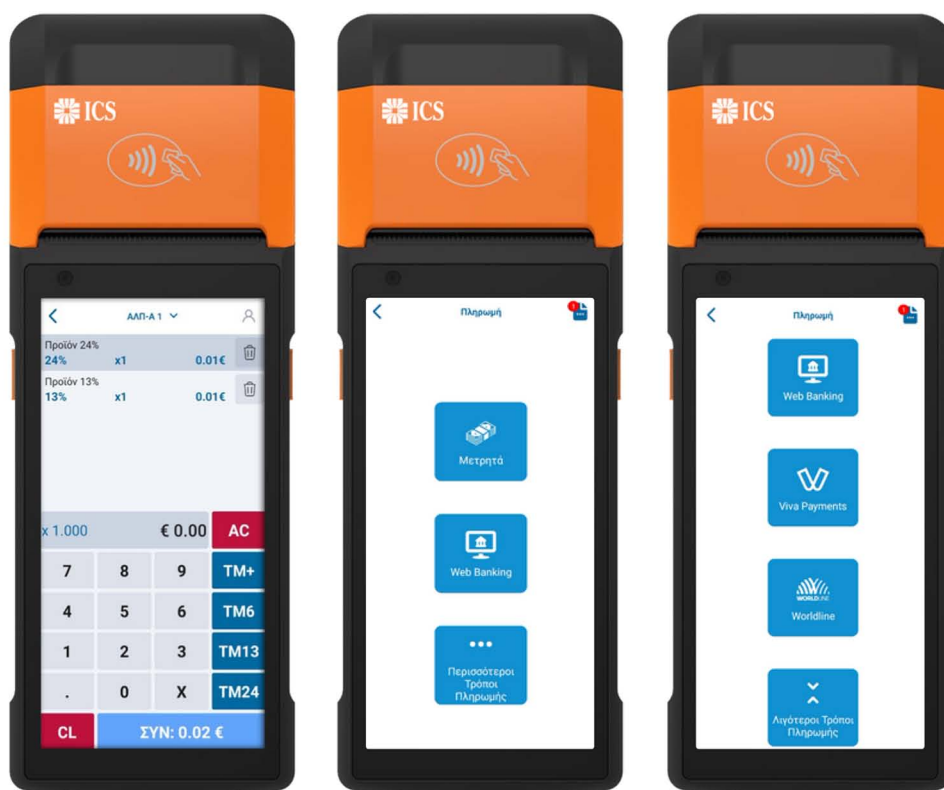 ICS
ΑΛΠ-Α 1
Προϊόν 24%
24% x1 0.01€
Προϊόν 13%
13% x1 0.01€
x 1.000 € 0.00 AC
7 8 9 TM+
4 5 6 TM6
1 2 3 TM13
. 0 X TM24
CL ΣΥΝ: 0.02 €
ICS
Πληρωμή
1
Μετρητά
Web Banking
Περισσότεροι
Τρόποι
Πληρωμής
ICS
Πληρωμή
1
Web Banking
Viva Payments
WORLDLINE
Worldline
Λιγότεροι Τρόποι
Πληρωμής